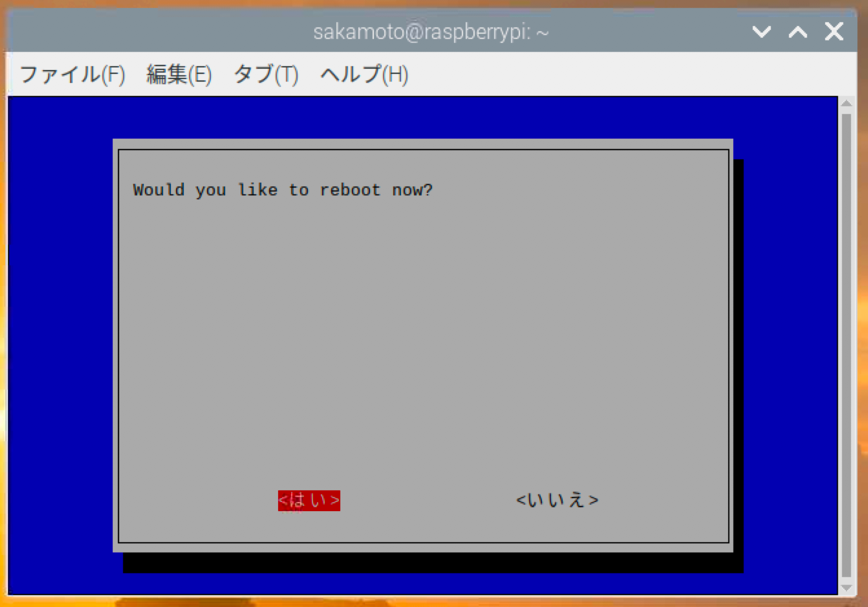 sakamoto@raspberrypi: ~
ファイル(F) 編集(E) タブ(T) ヘルプ(H)
Would you like to reboot now?
<はい> <いいえ>